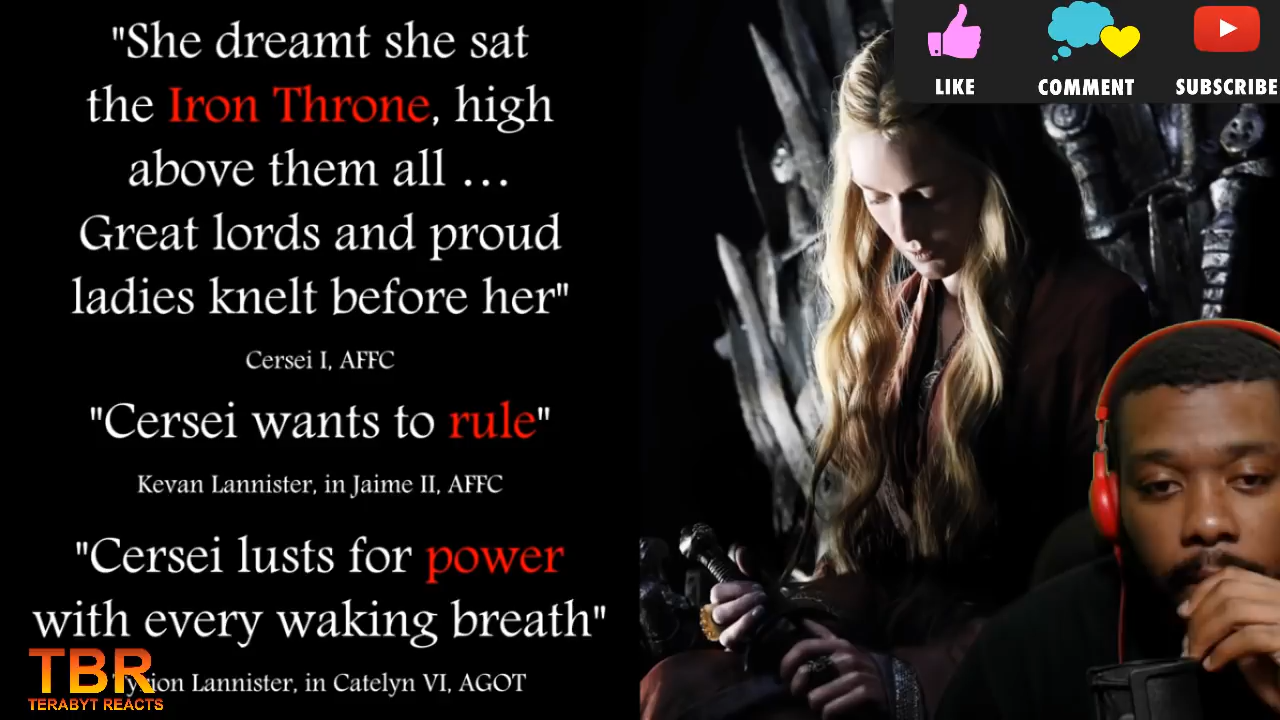 "She dreamt she sat
the Iron Throne, high
above them all …
Great lords and proud
ladies knelt before her"
Cersei I, AFFC
"Cersei wants to rule"
Kevan Lannister, in Jaime II, AFFC
"Cersei lusts for power
with every waking breath"
Tyrion Lannister, in Catelyn VI, AGOT
TBR
TERABYT REACTS
LIKE
COMMENT
SUBSCRIBE